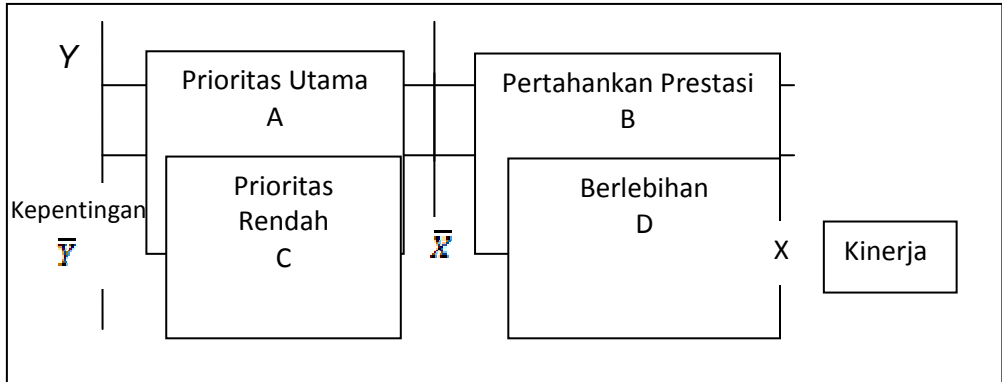 Y
Prioritas Utama
A
Pertahankan Prestasi
B
Kepentingan
Y̅
Prioritas
Rendah
C
X̅
Berlebihan
D
X
Kinerja